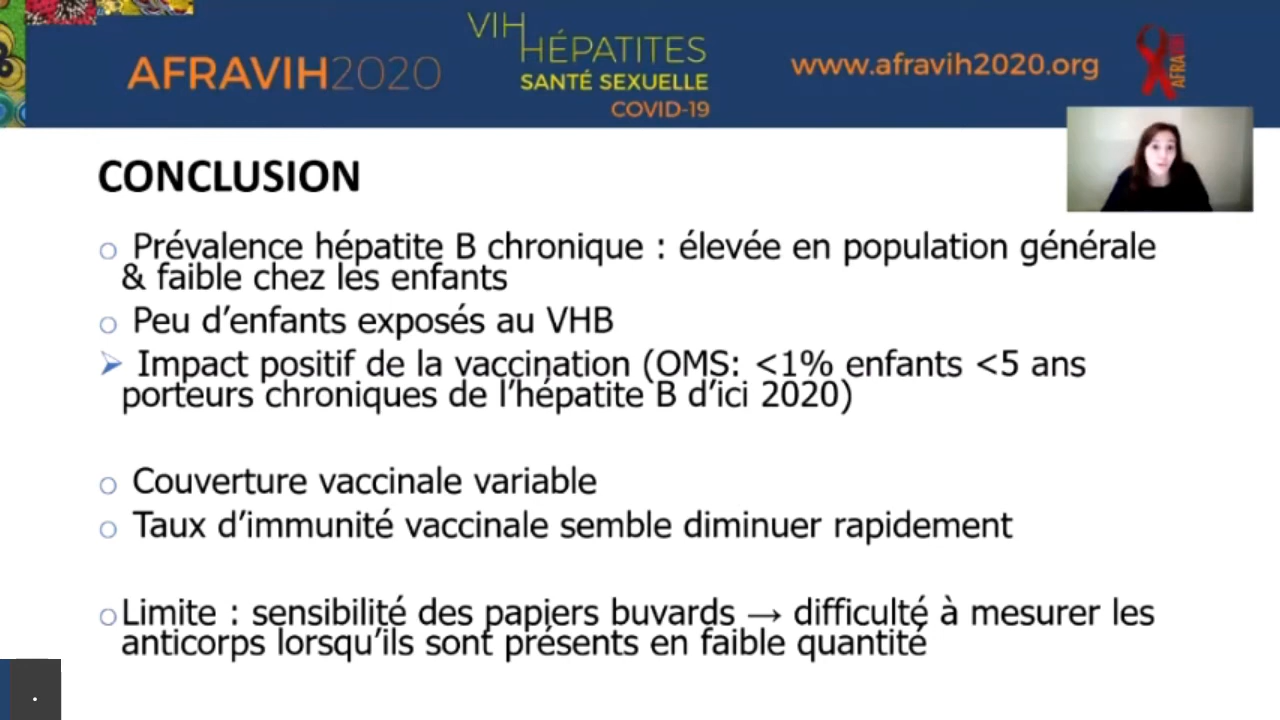 AFRAVIH2020
VIH
HÉPATITES
SANTÉ SEXUELLE
COVID-19
www.afravih2020.org
AFRAVIH
CONCLUSION
o Prévalence hépatite B chronique : élevée en population générale
& faible chez les enfants
o Peu d’enfants exposés au VHB
➢ Impact positif de la vaccination (OMS: <1% enfants <5 ans
porteurs chroniques de l’hépatite B d’ici 2020)
o Couverture vaccinale variable
o Taux d’immunité vaccinale semble diminuer rapidement
o Limite : sensibilité des papiers buvards → difficulté à mesurer les
anticorps lorsqu’ils sont présents en faible quantité